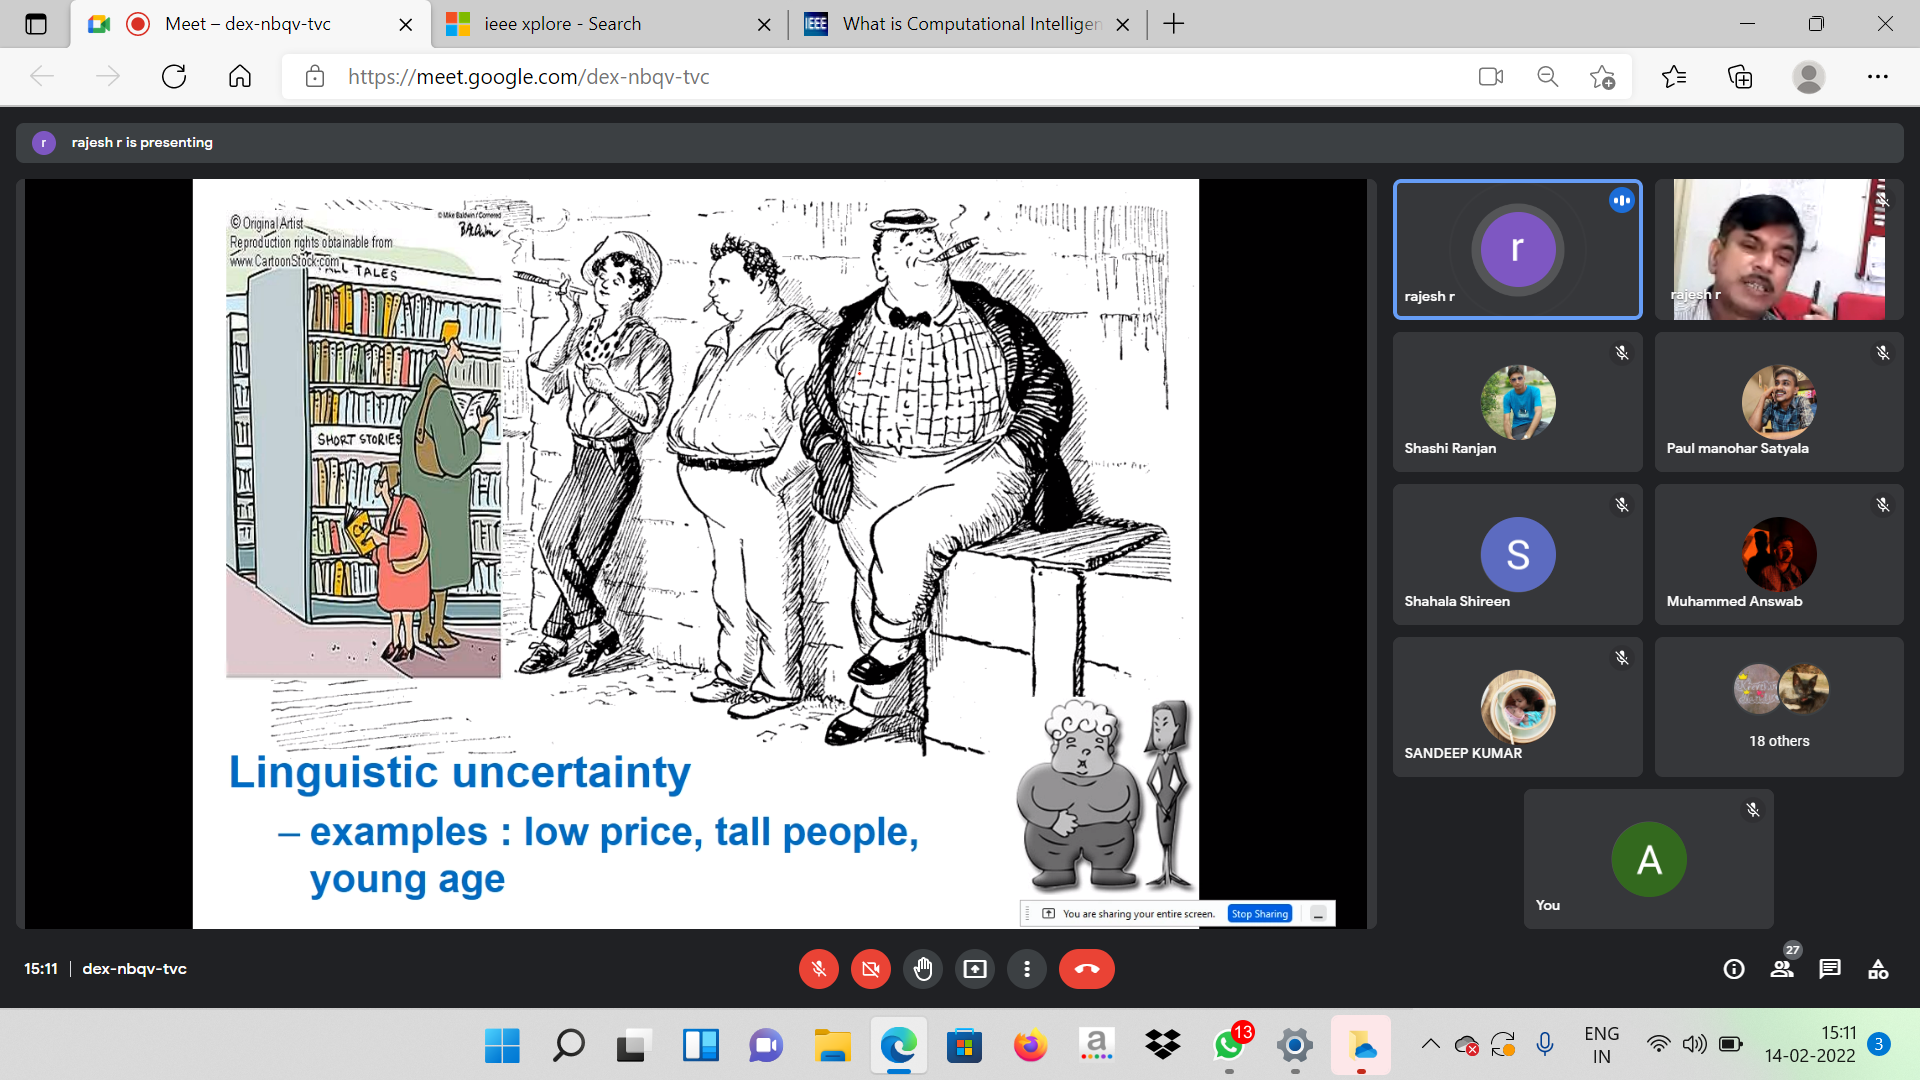 Meet – dex-nbqv-tvc
ieee xplore - Search
IEEE
What is Computational Intelligen
https://meet.google.com/dex-nbqv-tvc
r
rajesh r is presenting
© Original Artist
Reproduction rights obtainable from
www.CartoonStock.com
© Mike Baldwin / Cornered
TALL TALES
SHORT STORIES
Linguistic uncertainty
– examples : low price, tall people,
young age
You are sharing your entire screen.
Stop Sharing
r
rajesh r
rajesh r
Shashi Ranjan
Paul manohar Satyala
S
Shahala Shireen
Muhammed Answab
SANDEEP KUMAR
18 others
A
You
15:11 | dex-nbqv-tvc
27
a
13
ENG
IN
15:11
14-02-2022
3